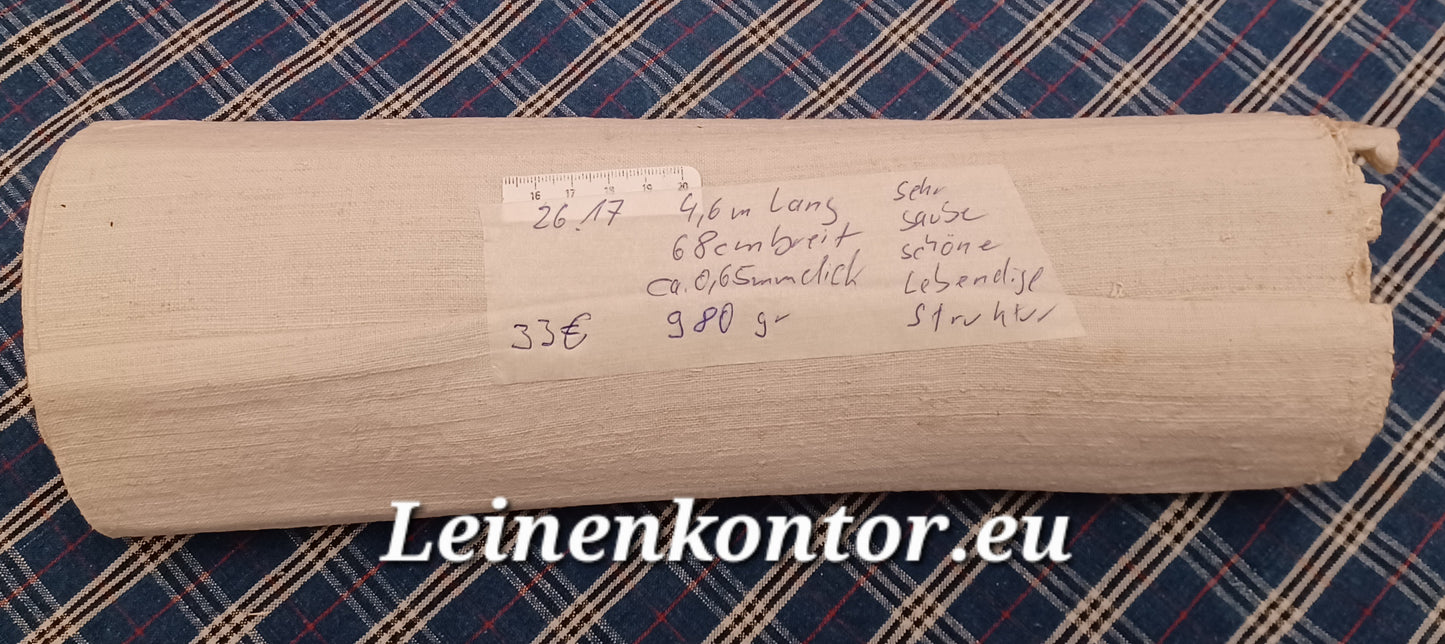 16 17 18 19 20
26.17
33€
4,6m Lang
68cm breit
ca. 0,65mm dick
980 gr
sehr
saube
schöne
Lebendige
Struktur
Leinenkontor.eu